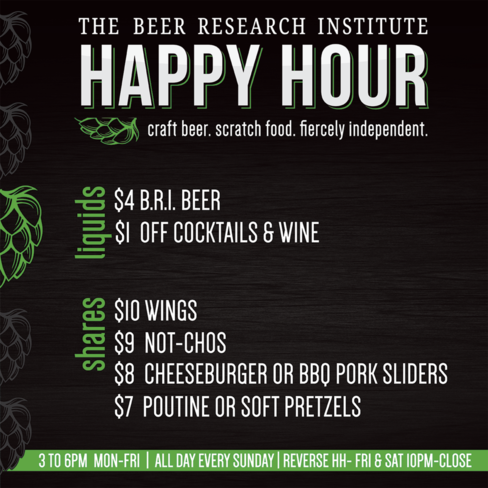 THE BEER RESEARCH INSTITUTE
HAPPY HOUR
craft beer. scratch food. fiercely independent.
liquids
$4 B.R.I. BEER
$1 OFF COCKTAILS & WINE
shares
$10 WINGS
$9 NOT-CHOS
$8 CHEESEBURGER OR BBQ PORK SLIDERS
$7 POUTINE OR SOFT PRETZELS
3 TO 6PM MON-FRI | ALL DAY EVERY SUNDAY | REVERSE HH- FRI & SAT 10PM-CLOSE